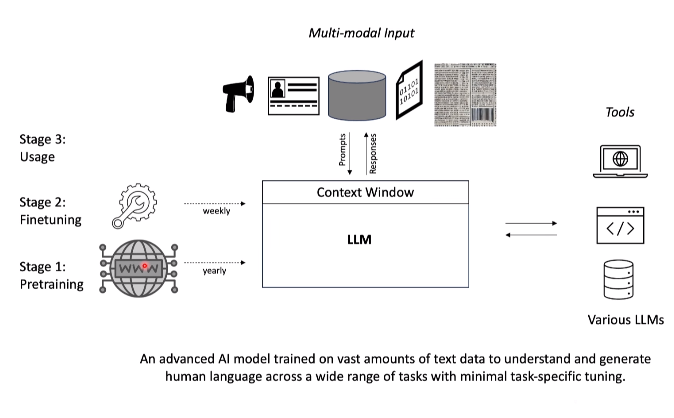 Multi-modal Input
01101
10101
Tools
Stage 3:
Usage
Prompts
Responses
Stage 2:
Finetuning
weekly
Context Window
LLM
</>
Stage 1:
Pretraining
WWW
yearly
Various LLMs
An advanced AI model trained on vast amounts of text data to understand and generate
human language across a wide range of tasks with minimal task-specific tuning.